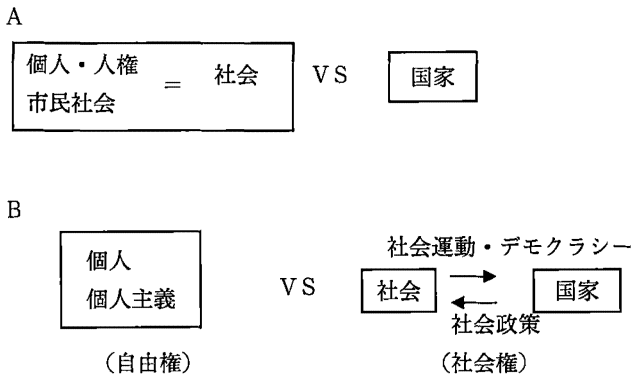 A
個人・人権
市民社会 = 社会 VS 国家
B
社会運動・デモクラシー
個人
個人主義 VS 社会 → ← 国家
社会政策
(自由権) (社会権)